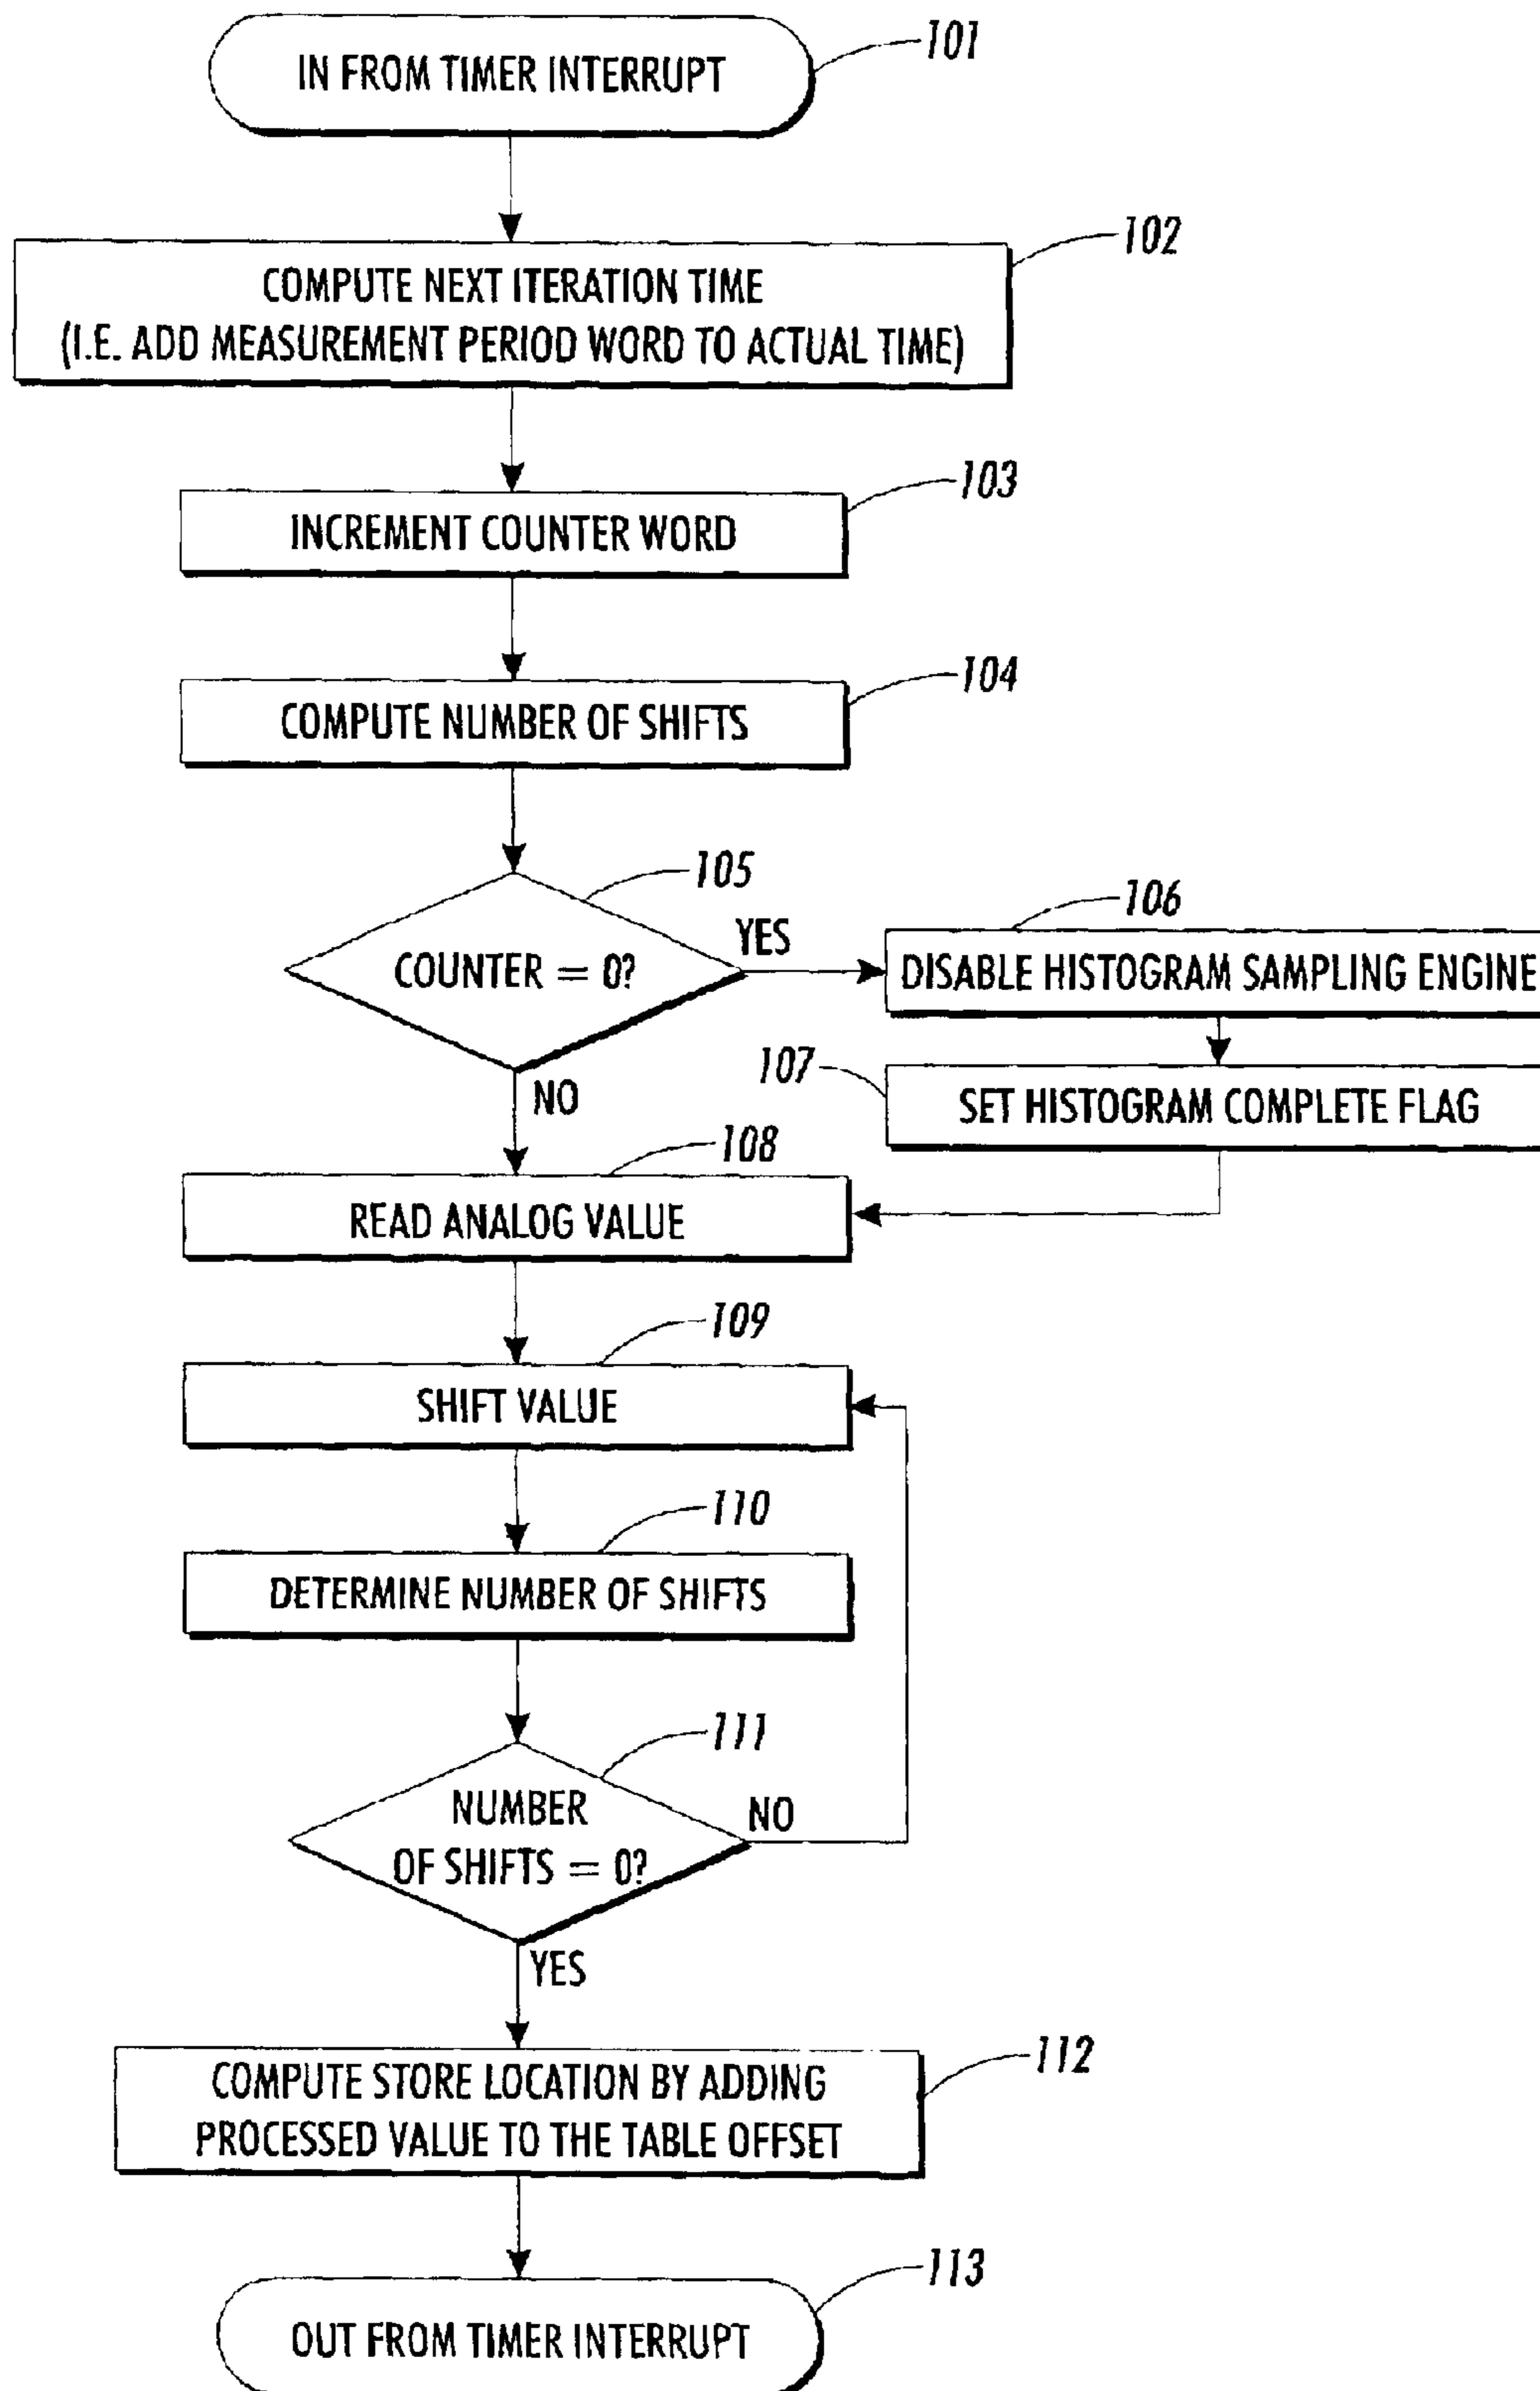 IN FROM TIMER INTERRUPT
101
COMPUTE NEXT ITERATION TIME
(I.E. ADD MEASUREMENT PERIOD WORD TO ACTUAL TIME)
102
INCREMENT COUNTER WORD
103
COMPUTE NUMBER OF SHIFTS
104
COUNTER = 0?
105
YES
NO
DISABLE HISTOGRAM SAMPLING ENGINE
106
SET HISTOGRAM COMPLETE FLAG
107
READ ANALOG VALUE
108
SHIFT VALUE
109
DETERMINE NUMBER OF SHIFTS
110
NUMBER
OF SHIFTS = 0?
111
NO
YES
COMPUTE STORE LOCATION BY ADDING
PROCESSED VALUE TO THE TABLE OFFSET
112
OUT FROM TIMER INTERRUPT
113